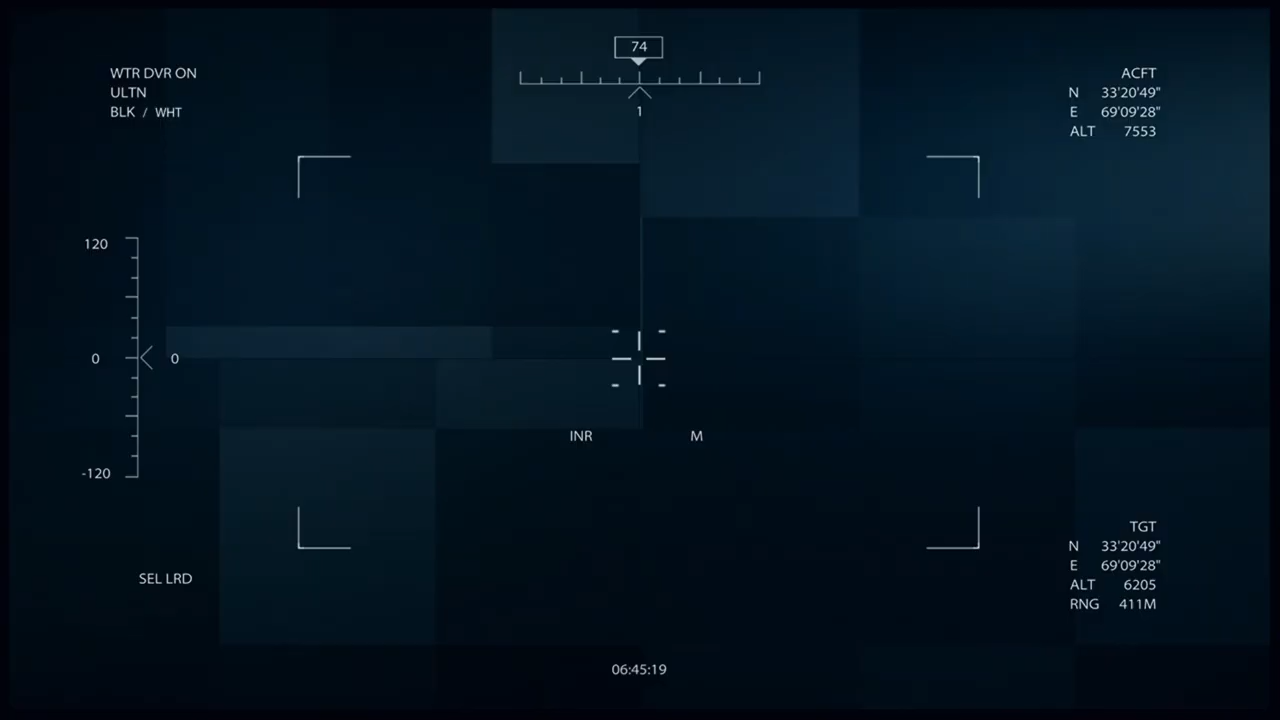 WTR DVR ON
ULTN
BLK / WHT
74
1
ACFT
N 33'20'49"
E 69'09'28"
ALT 7553
120
0 0
-120
INR M
SEL LRD
TGT
N 33'20'49"
E 69'09'28"
ALT 6205
RNG 411M
06:45:19